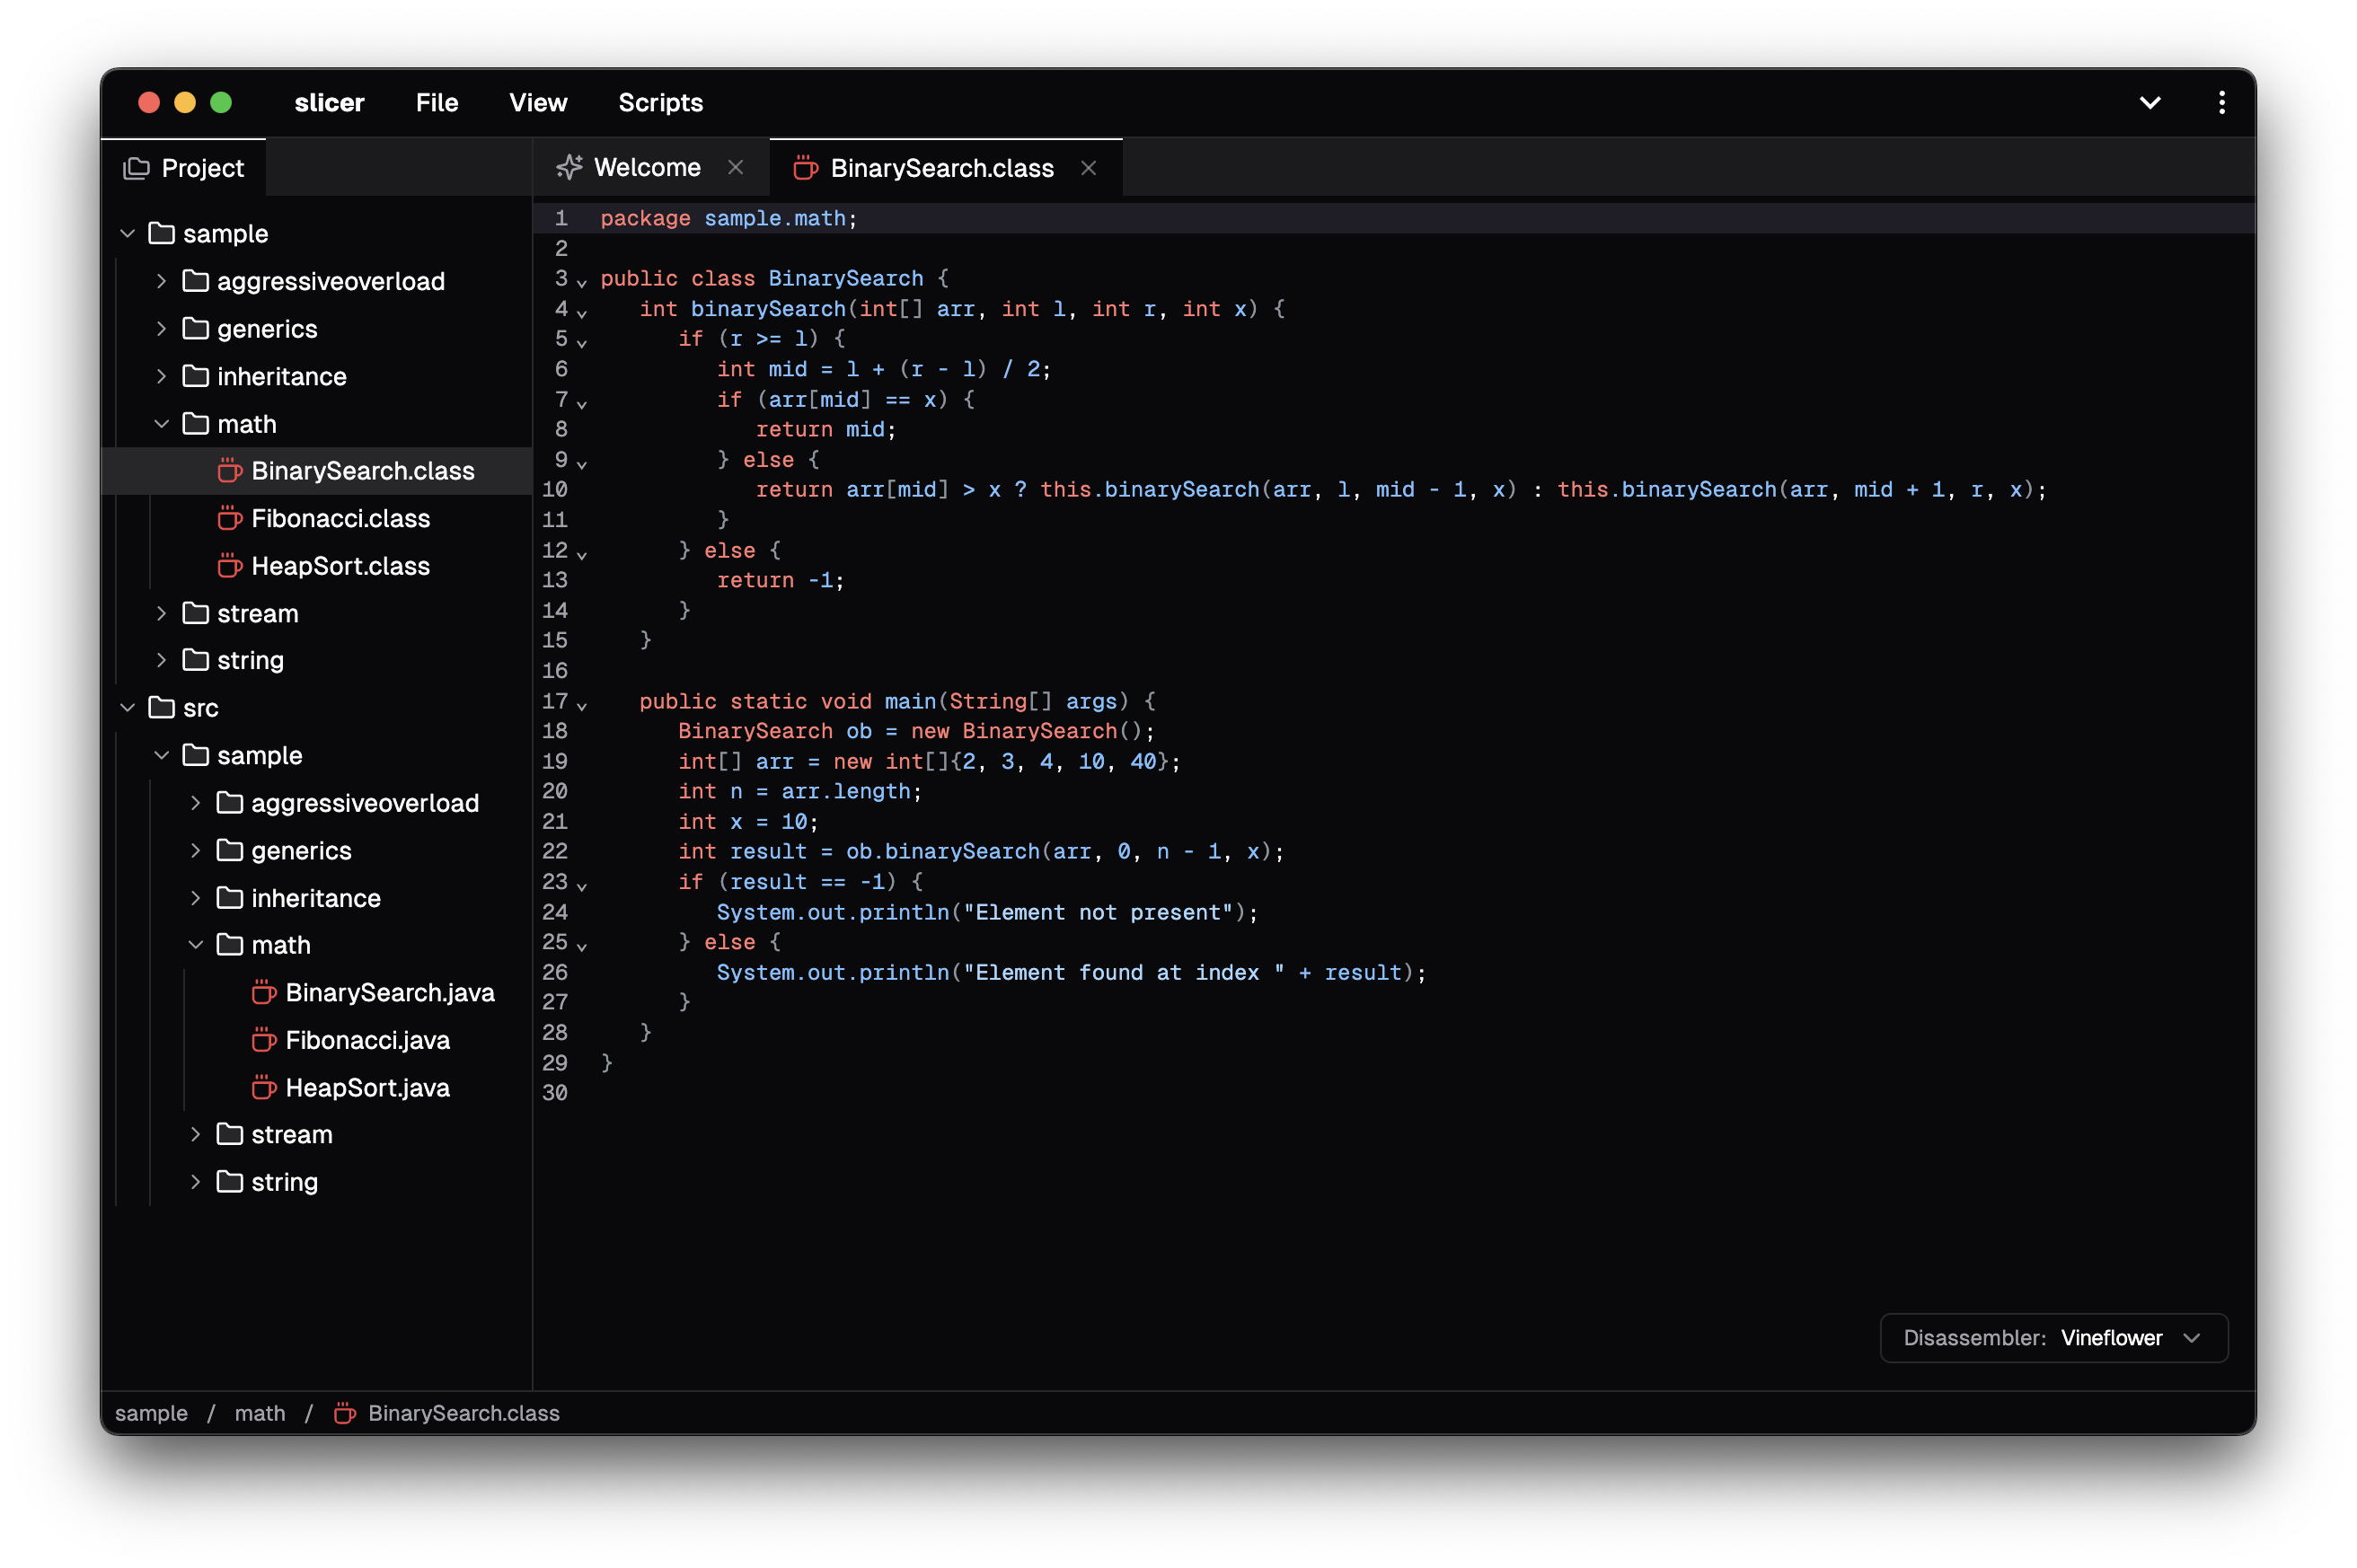 slicer File View Scripts
Project
Welcome
BinarySearch.class
sample
aggressiveoverload
generics
inheritance
math
BinarySearch.class
Fibonacci.class
HeapSort.class
stream
string
src
sample
aggressiveoverload
generics
inheritance
math
BinarySearch.java
Fibonacci.java
HeapSort.java
stream
string
1 package sample.math;
2
3 public class BinarySearch {
4    int binarySearch(int[] arr, int l, int r, int x) {
5       if (r >= l) {
6          int mid = l + (r - l) / 2;
7          if (arr[mid] == x) {
8             return mid;
9          } else {
10             return arr[mid] > x ? this.binarySearch(arr, l, mid - 1, x) : this.binarySearch(arr, mid + 1, r, x);
11          }
12       } else {
13          return -1;
14       }
15    }
16
17    public static void main(String[] args) {
18       BinarySearch ob = new BinarySearch();
19       int[] arr = new int[]{2, 3, 4, 10, 40};
20       int n = arr.length;
21       int x = 10;
22       int result = ob.binarySearch(arr, 0, n - 1, x);
23       if (result == -1) {
24          System.out.println("Element not present");
25       } else {
26          System.out.println("Element found at index " + result);
27       }
28    }
29 }
30
Disassembler: Vineflower
sample / math / BinarySearch.class